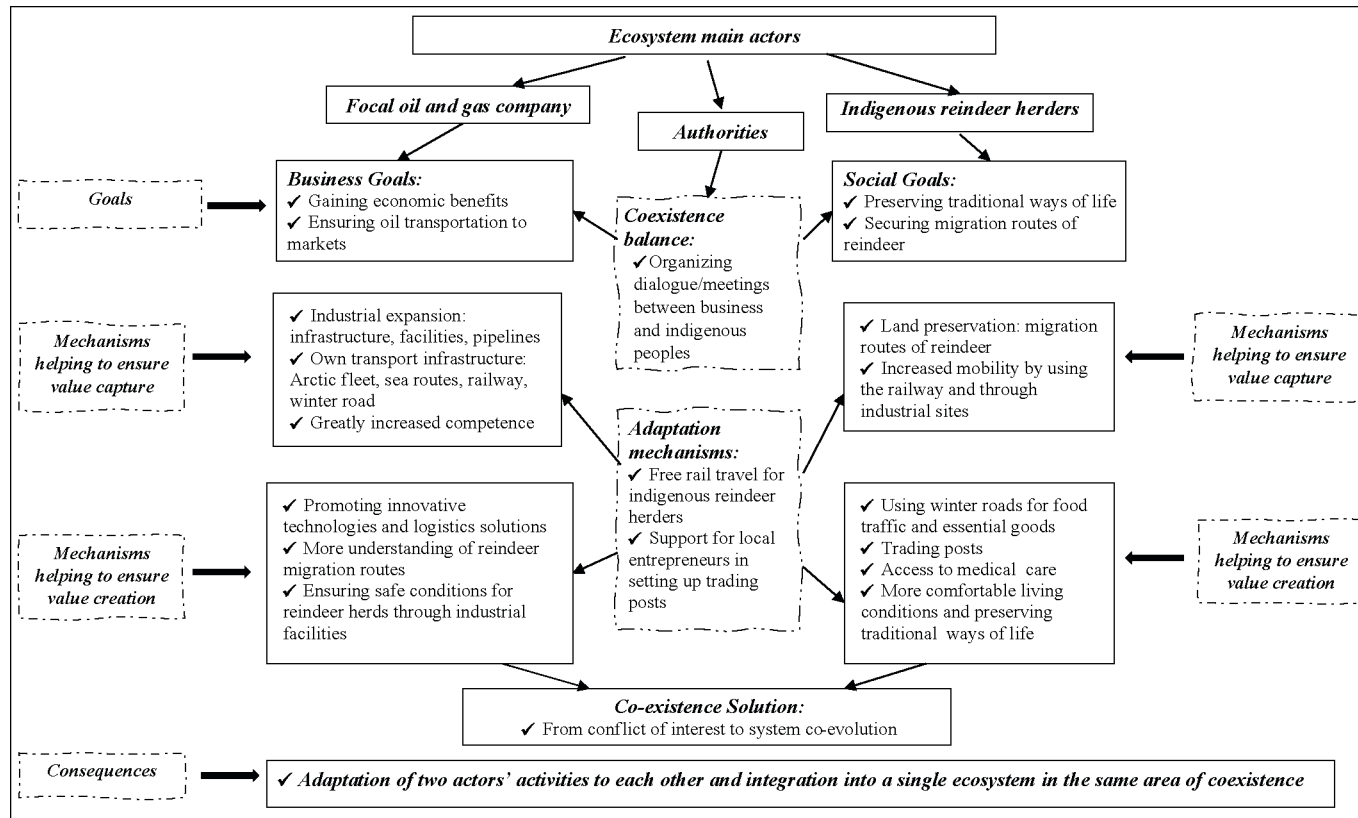 Ecosystem main actors
Focal oil and gas company
Authorities
Indigenous reindeer herders
Goals
Business Goals:
✓ Gaining economic benefits
✓ Ensuring oil transportation to
markets
Coexistence
balance:
✓ Organizing
dialogue/meetings
between business
and indigenous
peoples
Social Goals:
✓ Preserving traditional ways of life
✓ Securing migration routes of
reindeer
Mechanisms
helping to ensure
value capture
✓ Industrial expansion:
infrastructure, facilities, pipelines
✓ Own transport infrastructure:
Arctic fleet, sea routes, railway,
winter road
✓ Greatly increased competence
✓ Land preservation: migration
routes of reindeer
✓ Increased mobility by using
the railway and through
industrial sites
Mechanisms
helping to ensure
value capture
Adaptation
mechanisms:
✓ Free rail travel for
indigenous reindeer
herders
✓ Support for local
entrepreneurs in
setting up trading
posts
Mechanisms
helping to ensure
value creation
✓ Promoting innovative
technologies and logistics solutions
✓ More understanding of reindeer
migration routes
✓ Ensuring safe conditions for
reindeer herds through industrial
facilities
✓ Using winter roads for food
traffic and essential goods
✓ Trading posts
✓ Access to medical care
✓ More comfortable living
conditions and preserving
traditional ways of life
Mechanisms
helping to ensure
value creation
Co-existence Solution:
✓ From conflict of interest to system co-evolution
Consequences
✓ Adaptation of two actors' activities to each other and integration into a single ecosystem in the same area of coexistence